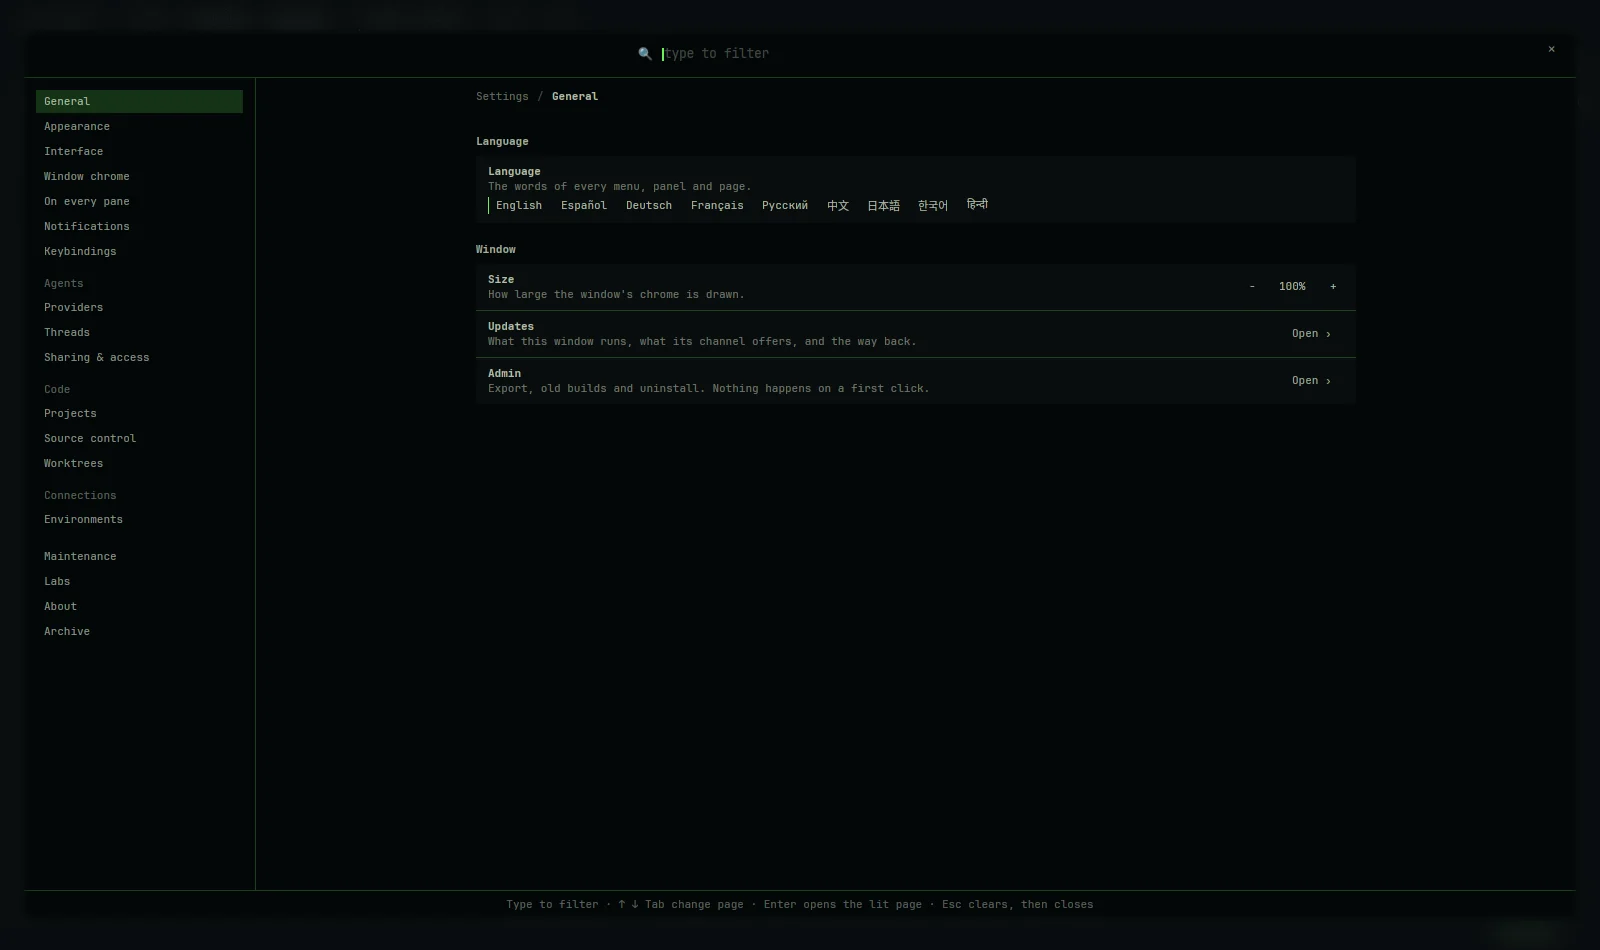 🔍 type to filter ×
General
Appearance
Interface
Window chrome
On every pane
Notifications
Keybindings
Agents
Providers
Threads
Sharing & access
Code
Projects
Source control
Worktrees
Connections
Environments
Maintenance
Labs
About
Archive
Settings / General
Language
Language
The words of every menu, panel and page.
English Español Deutsch Français Русский 中文 日本語 한국어 हिन्दी
Window
Size
How large the window's chrome is drawn.
- 100% +
Updates
What this window runs, what its channel offers, and the way back.
Open ›
Admin
Export, old builds and uninstall. Nothing happens on a first click.
Open ›
Type to filter · ↑ ↓ Tab change page · Enter opens the lit page · Esc clears, then closes